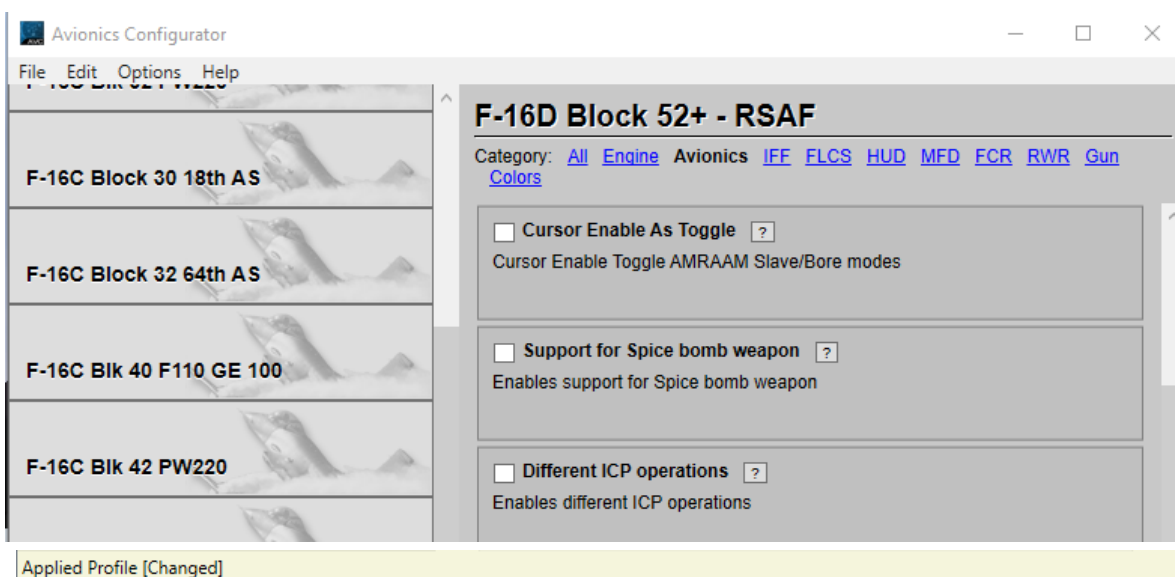 Avionics Configurator
File Edit Options Help
F-16C Block 30 18th AS
F-16C Block 32 64th AS
F-16C Blk 40 F110 GE 100
F-16C Blk 42 PW220
F-16D Block 52+ - RSAF
Category: All Engine Avionics IFF FLCS HUD MFD FCR RWR Gun
Colors
Cursor Enable As Toggle ?
Cursor Enable Toggle AMRAAM Slave/Bore modes
Support for Spice bomb weapon ?
Enables support for Spice bomb weapon
Different ICP operations ?
Enables different ICP operations
Applied Profile [Changed]